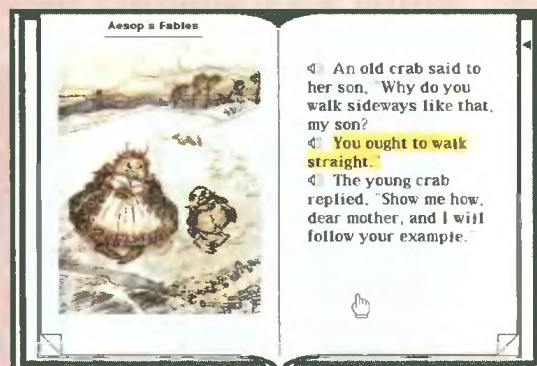 Aesop's Fables
An old crab said to
her son, "Why do you
walk sideways like that,
my son?
You ought to walk
straight."
The young crab
replied, "Show me how,
dear mother, and I will
follow your example."